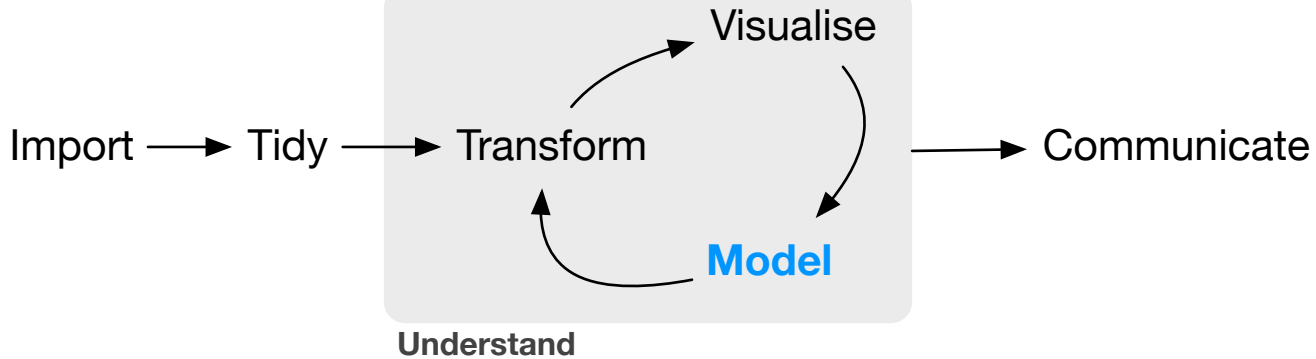 Visualise
Import
Tidy
Transform
Communicate
Model
Understand